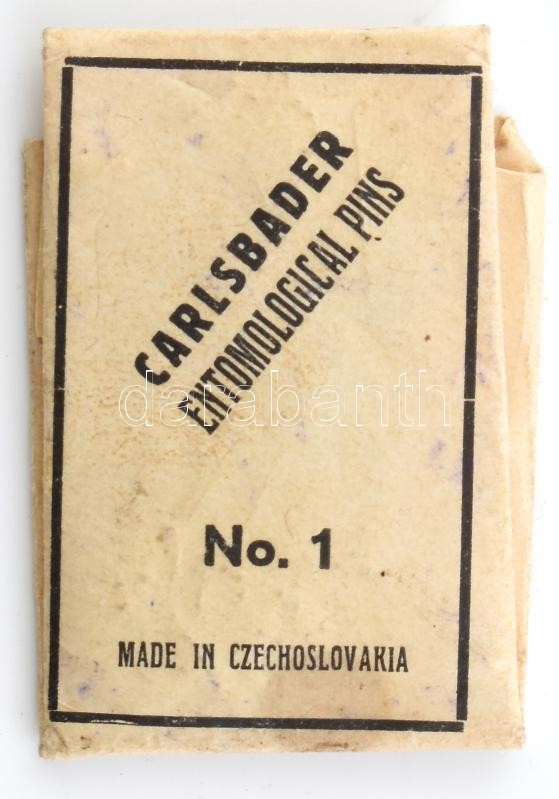 CARLSBADER
ENTOMOLOGICAL PINS
darabanth
No. 1
MADE IN CZECHOSLOVAKIA